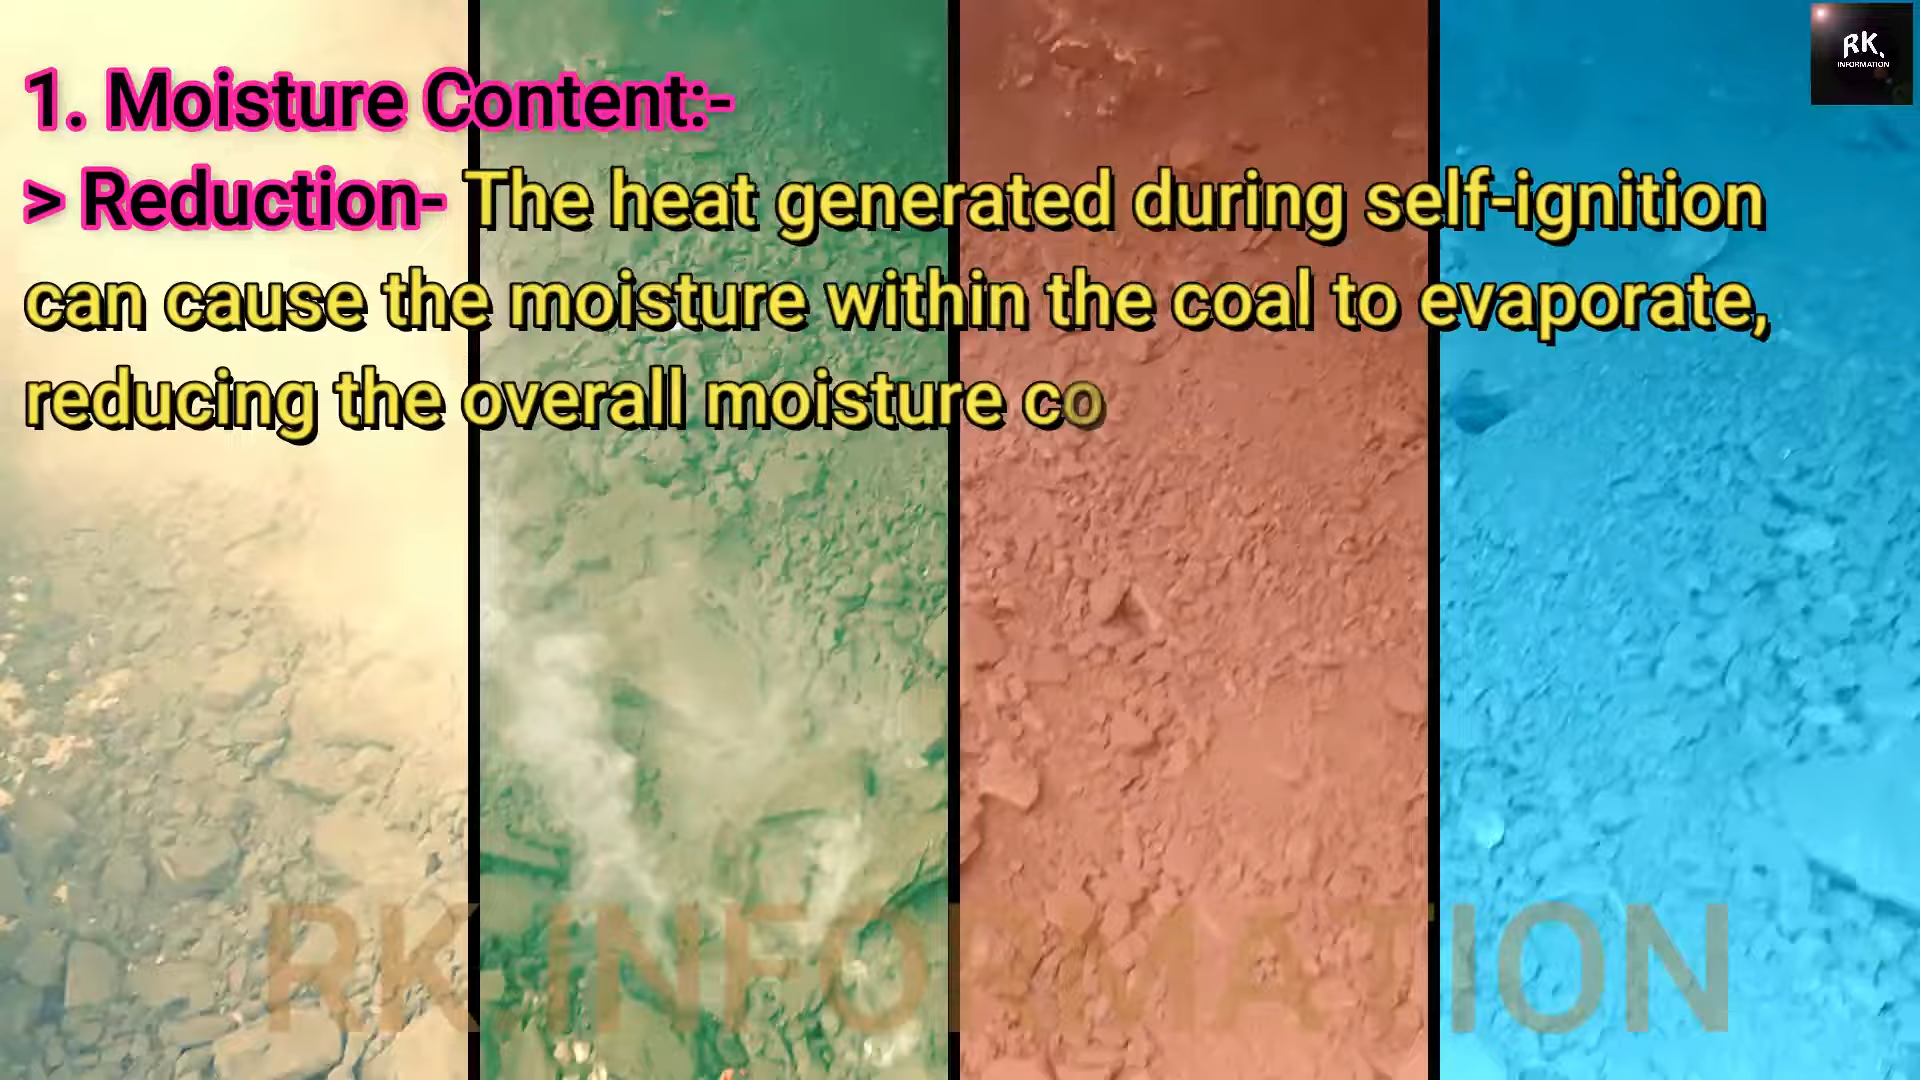 RK.
INFORMATION
1. Moisture Content:-
> Reduction- The heat generated during self-ignition
can cause the moisture within the coal to evaporate,
reducing the overall moisture co
RK.INFORMATION